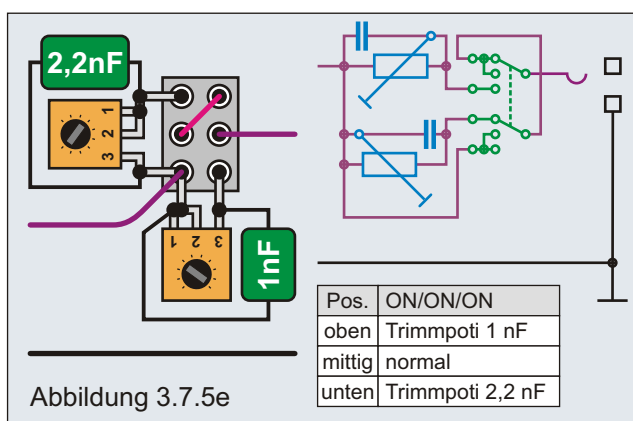 2,2nF
1
2
3
1 2 3
1nF
Pos. ON/ON/ON
oben Trimmpoti 1 nF
mittig normal
unten Trimmpoti 2,2 nF
Abbildung 3.7.5e